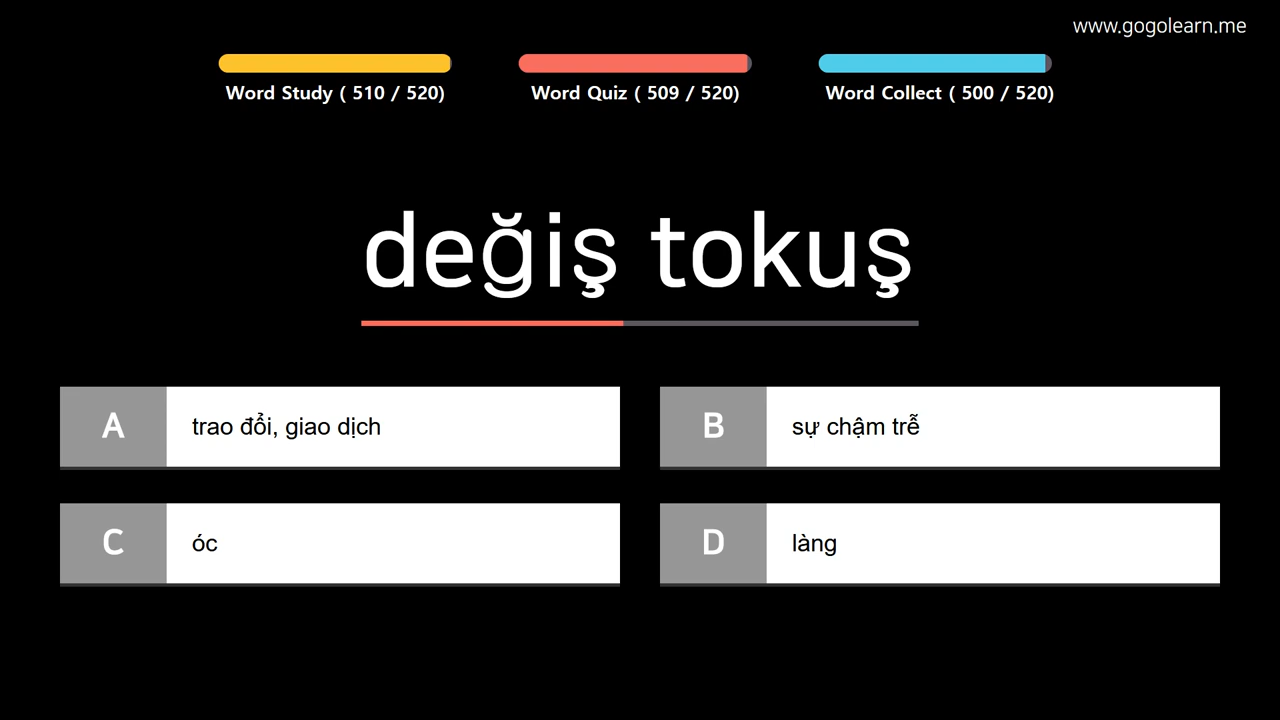 www.gogolearn.me
Word Study ( 510 / 520)
Word Quiz ( 509 / 520)
Word Collect ( 500 / 520)
değiş tokuş
A
trao đổi, giao dịch
B
sự chậm trễ
C
óc
D
làng